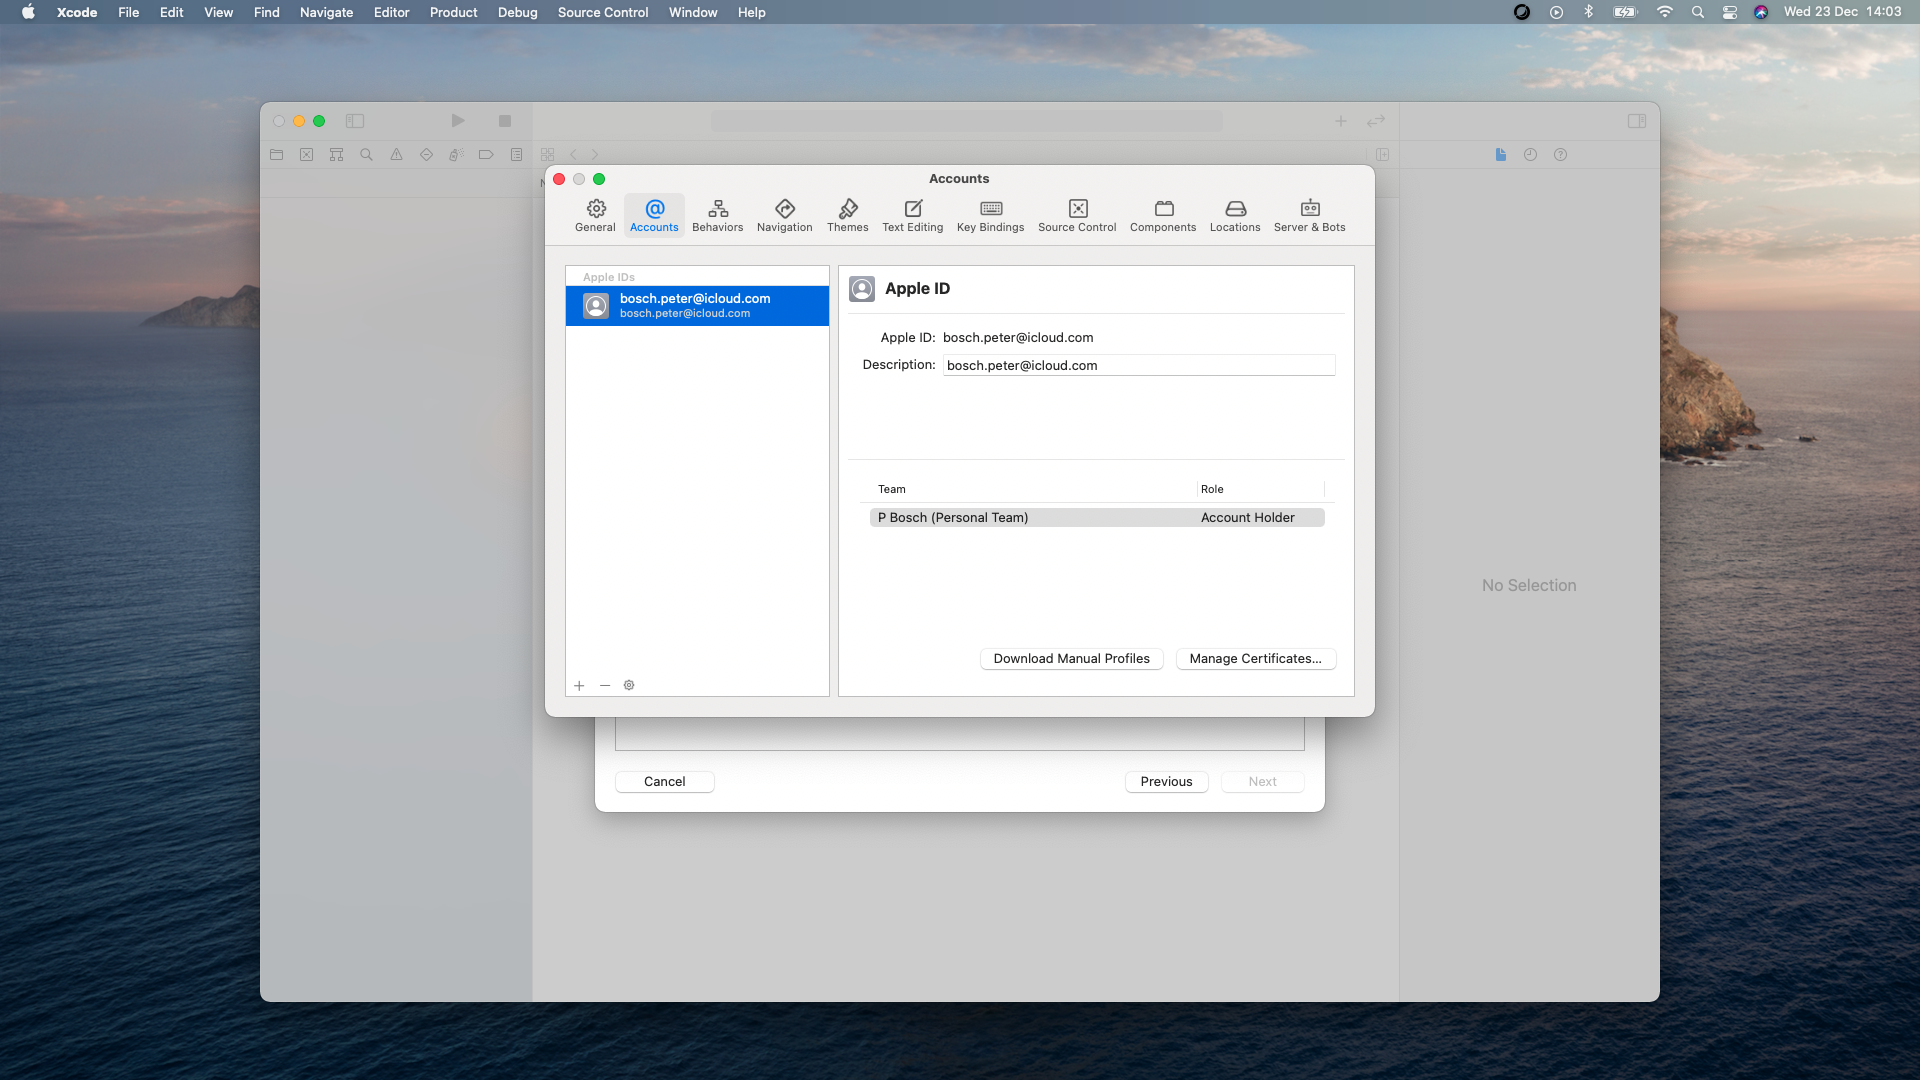 Xcode File Edit View Find Navigate Editor Product Debug Source Control Window Help Wed 23 Dec 14:03
Accounts
General Accounts Behaviors Navigation Themes Text Editing Key Bindings Source Control Components Locations Server & Bots
Apple IDs
bosch.peter@icloud.com
bosch.peter@icloud.com
Apple ID
Apple ID: bosch.peter@icloud.com
Description: bosch.peter@icloud.com
Team Role
P Bosch (Personal Team) Account Holder
Download Manual Profiles Manage Certificates...
No Selection
Cancel Previous Next